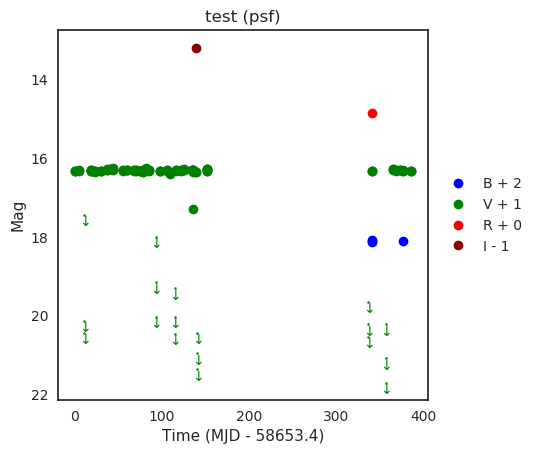 test (psf)
Mag
14
16
18
20
22
0
100
200
300
400
Time (MJD - 58653.4)
B + 2
V + 1
R + 0
I - 1